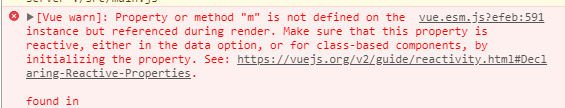 [Vue warn]: Property or method "m" is not defined on the vue.esm.js?efeb:591
instance but referenced during render. Make sure that this property is
reactive, either in the data option, or for class-based components, by
initializing the property. See: https://vuejs.org/v2/guide/reactivity.html#Decl
aring-Reactive-Properties.
found in